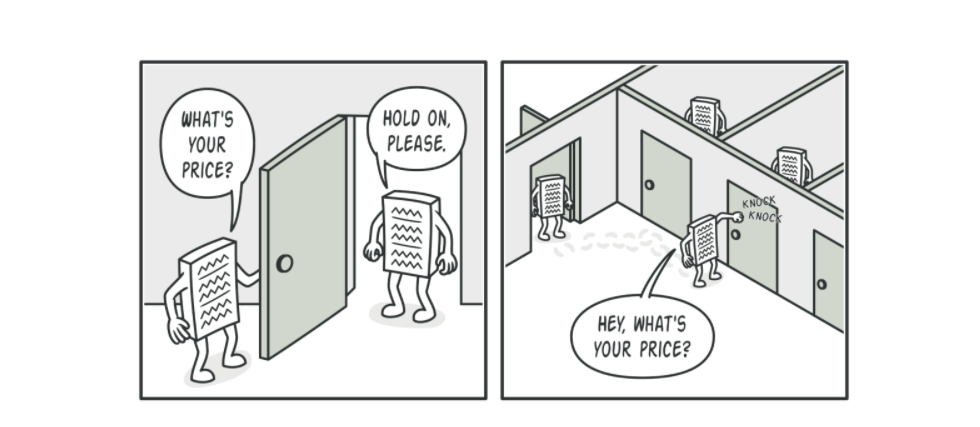 WHAT'S
YOUR
PRICE?
HOLD ON,
PLEASE.
KNOCK
KNOCK
HEY, WHAT'S
YOUR PRICE?